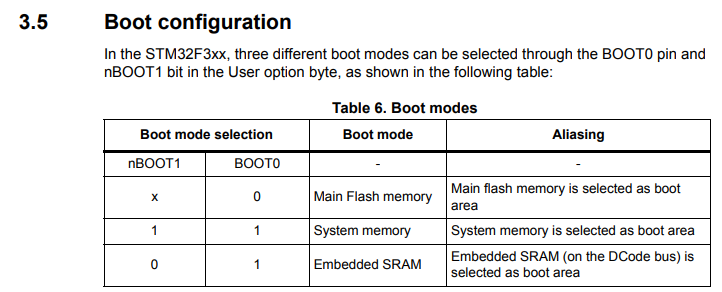 3.5 Boot configuration
In the STM32F3xx, three different boot modes can be selected through the BOOT0 pin and
nBOOT1 bit in the User option byte, as shown in the following table:
Table 6. Boot modes
Boot mode selection Boot mode Aliasing
nBOOT1 BOOT0 - -
x 0 Main Flash memory Main flash memory is selected as boot
area
1 1 System memory System memory is selected as boot area
0 1 Embedded SRAM Embedded SRAM (on the DCode bus) is
selected as boot area